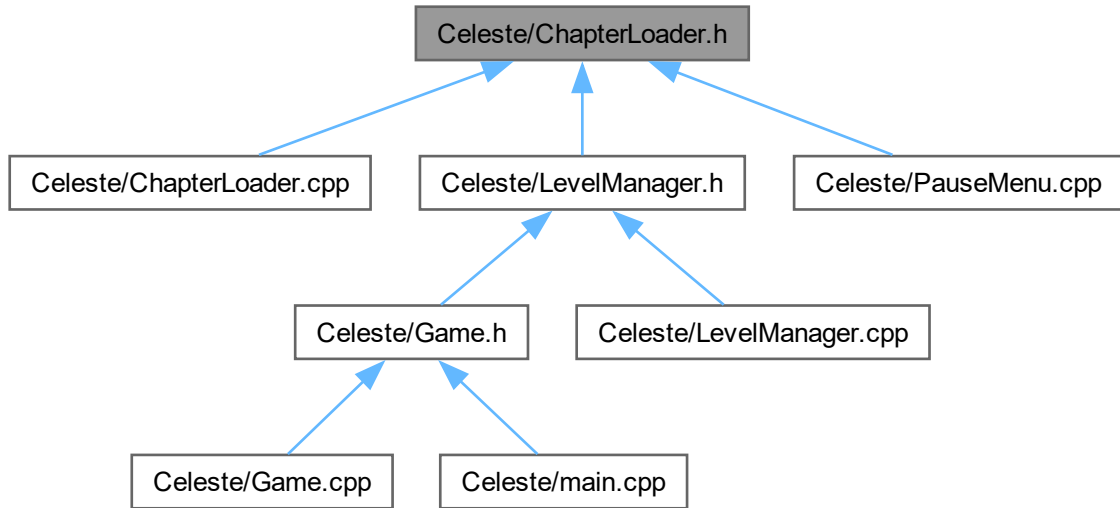 Celeste/ChapterLoader.h
Celeste/ChapterLoader.cpp
Celeste/LevelManager.h
Celeste/PauseMenu.cpp
Celeste/Game.h
Celeste/LevelManager.cpp
Celeste/Game.cpp
Celeste/main.cpp